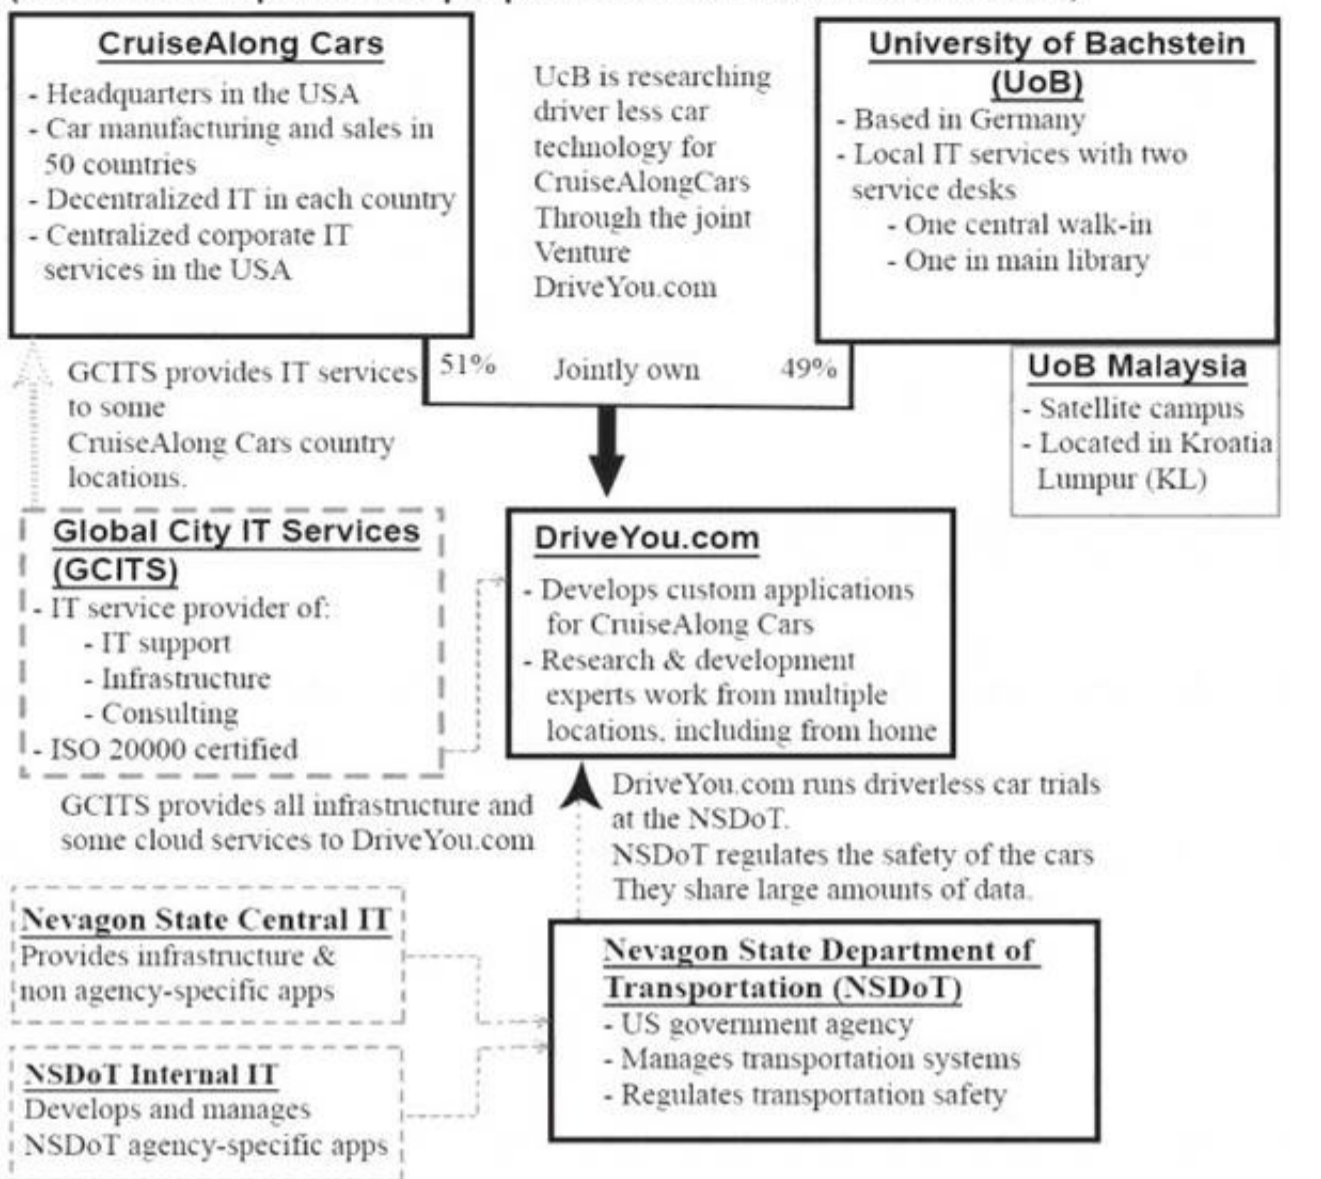 CruiseAlong Cars
- Headquarters in the USA
- Car manufacturing and sales in
50 countries
- Decentralized IT in each country
- Centralized corporate IT
services in the USA
UcB is researching
driver less car
technology for
CruiseAlongCars
Through the joint
Venture
DriveYou.com
University of Bachstein
(UoB)
- Based in Germany
- Local IT services with two
service desks
- One central walk-in
- One in main library
51% Jointly own 49%
UoB Malaysia
- Satellite campus
- Located in Kroatia
Lumpur (KL)
GCITS provides IT services
to some
CruiseAlong Cars country
locations.
Global City IT Services
(GCITS)
- IT service provider of:
- IT support
- Infrastructure
- Consulting
- ISO 20000 certified
DriveYou.com
- Develops custom applications
for CruiseAlong Cars
- Research & development
experts work from multiple
locations, including from home
GCITS provides all infrastructure and
some cloud services to DriveYou.com
DriveYou.com runs driverless car trials
at the NSDoT.
NSDoT regulates the safety of the cars
They share large amounts of data.
Nevagon State Central IT
Provides infrastructure &
non agency-specific apps
NSDoT Internal IT
Develops and manages
NSDoT agency-specific apps
Nevagon State Department of
Transportation (NSDoT)
- US government agency
- Manages transportation systems
- Regulates transportation safety